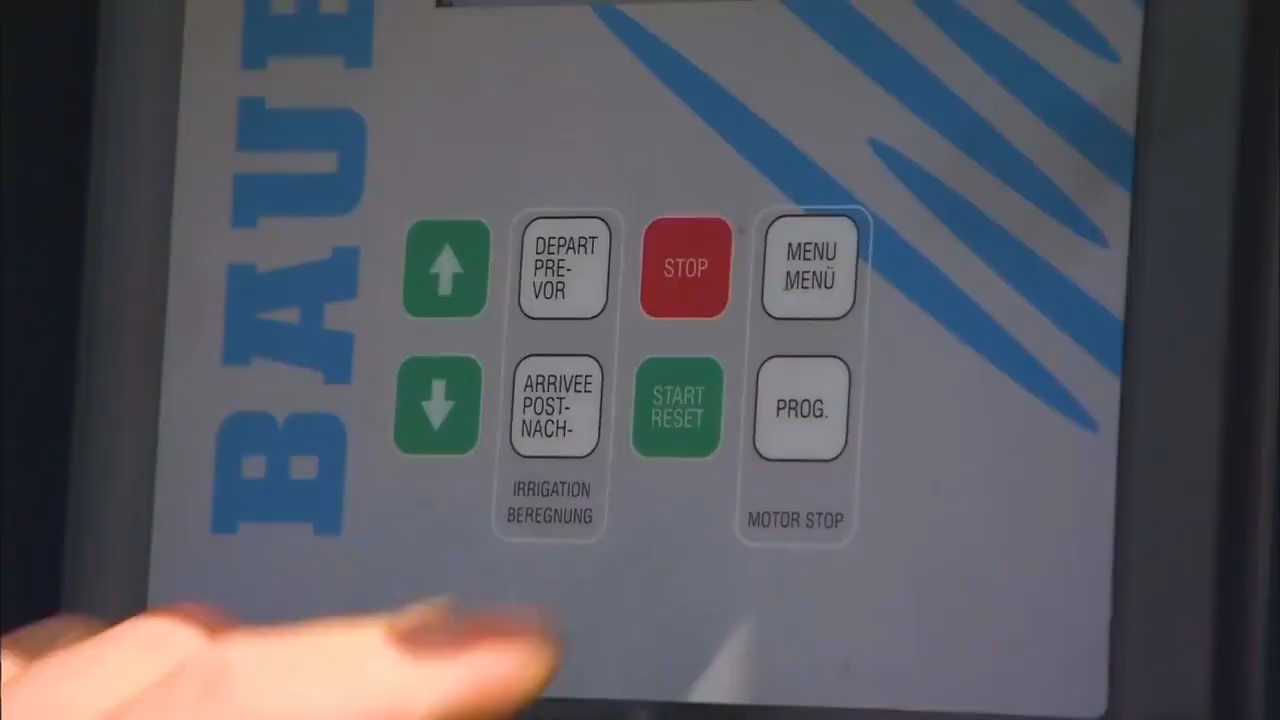 BAUE
DEPART
PRE-
VOR
STOP
MENU
MENÜ
ARRIVEE
POST-
NACH-
START
RESET
PROG.
IRRIGATION
BEREGNUNG
MOTOR STOP